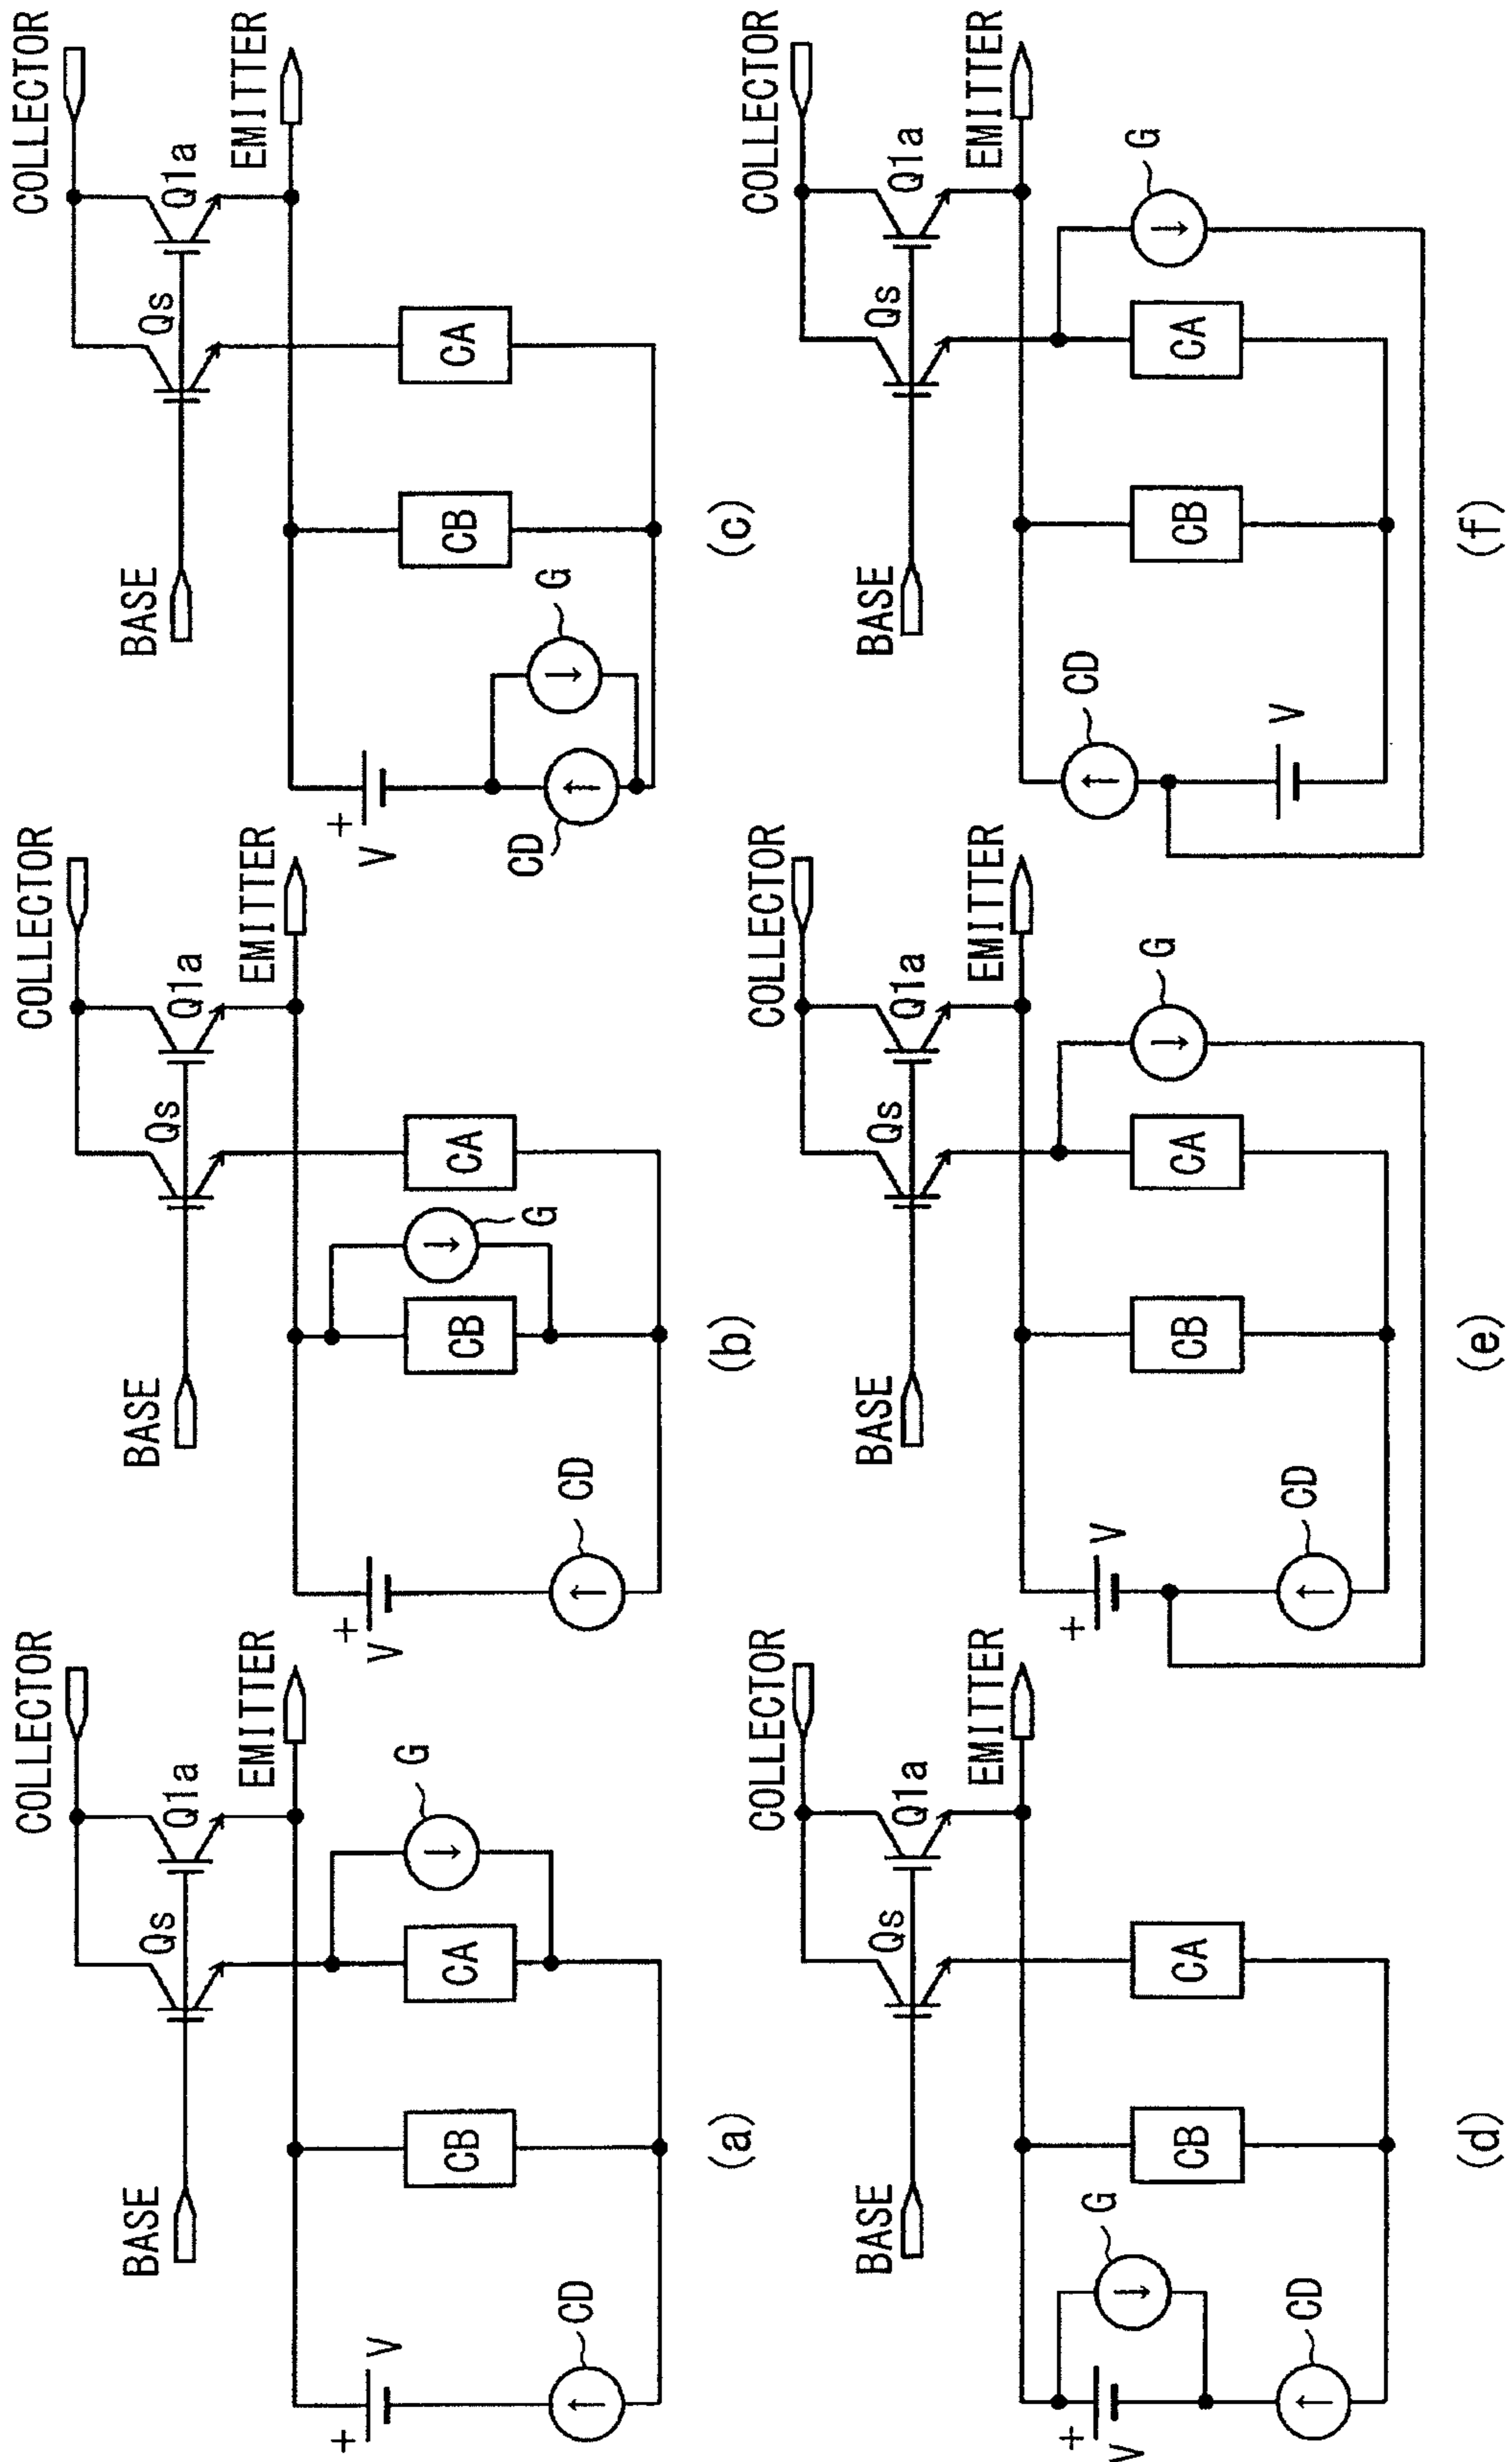 COLLECTOR
Qs
Q1a
BASE
EMITTER
+
V
CB
CA
G
CD
(a)
COLLECTOR
Qs
Q1a
BASE
EMITTER
+
V
CB
G
CA
CD
(b)
COLLECTOR
Qs
Q1a
BASE
EMITTER
+
V
CD
G
CB
CA
(c)
COLLECTOR
Qs
Q1a
BASE
EMITTER
+
V
G
CB
CA
CD
(d)
COLLECTOR
Qs
Q1a
BASE
EMITTER
+
V
CB
CA
G
CD
(e)
COLLECTOR
Qs
Q1a
BASE
EMITTER
CD
V
CB
CA
G
(f)